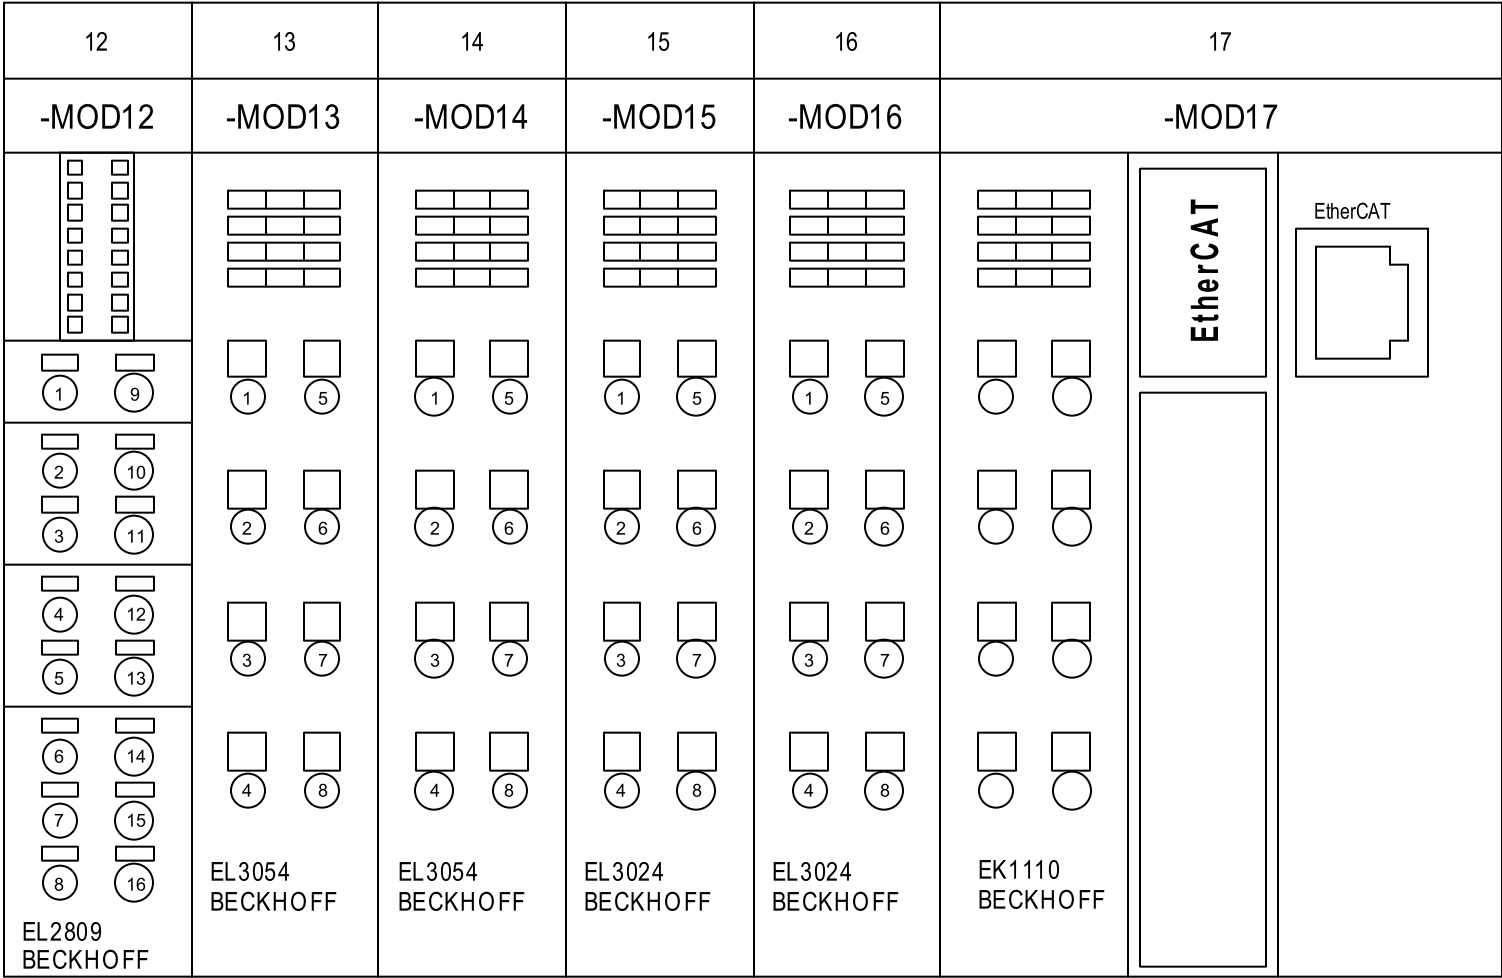 12 13 14 15 16 17
-MOD12 -MOD13 -MOD14 -MOD15 -MOD16 -MOD17
EtherCAT
EtherCAT
1 9 1 5 1 5 1 5 1 5
2 10 2 6 2 6 2 6 2 6
3 11
4 12 3 7 3 7 3 7 3 7
5 13
6 14 4 8 4 8 4 8 4 8
7 15
8 16
EL3054 EL3054 EL3024 EL3024 EK1110
BECKHOFF BECKHOFF BECKHOFF BECKHOFF BECKHOFF
EL2809
BECKHOFF